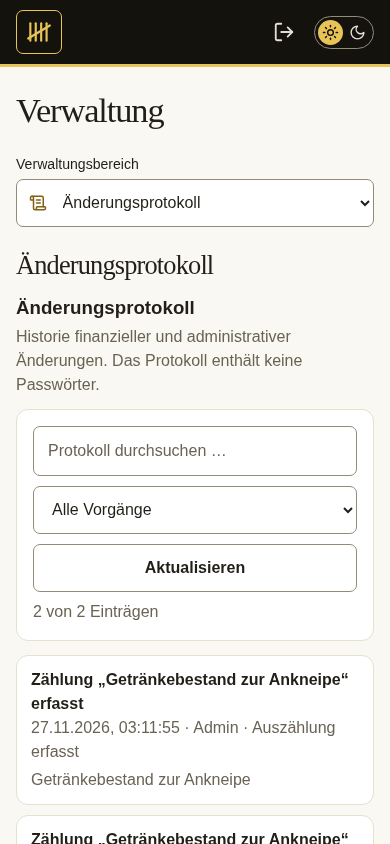 Verwaltung
Verwaltungsbereich
Änderungsprotokoll
Änderungsprotokoll
Änderungsprotokoll
Historie finanzieller und administrativer
Änderungen. Das Protokoll enthält keine
Passwörter.
Protokoll durchsuchen …
Alle Vorgänge
Aktualisieren
2 von 2 Einträgen
Zählung „Getränkebestand zur Ankneipe“
erfasst
27.11.2026, 03:11:55 · Admin · Auszählung
erfasst
Getränkebestand zur Ankneipe
Zählung „Getränkebestand zur Ankneipe“